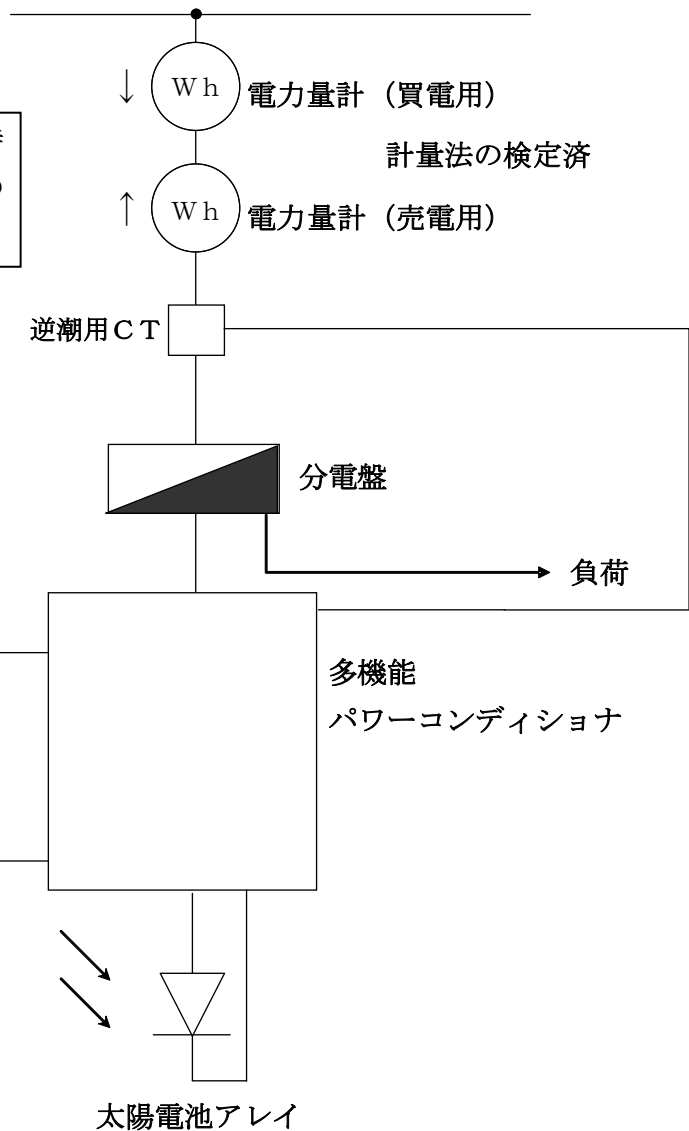 ↓ Ｗｈ 電力量計（買電用）
計量法の検定済
↑ Ｗｈ 電力量計（売電用）
逆潮用ＣＴ
分電盤
負荷
多機能
パワーコンディショナ
太陽電池アレイ